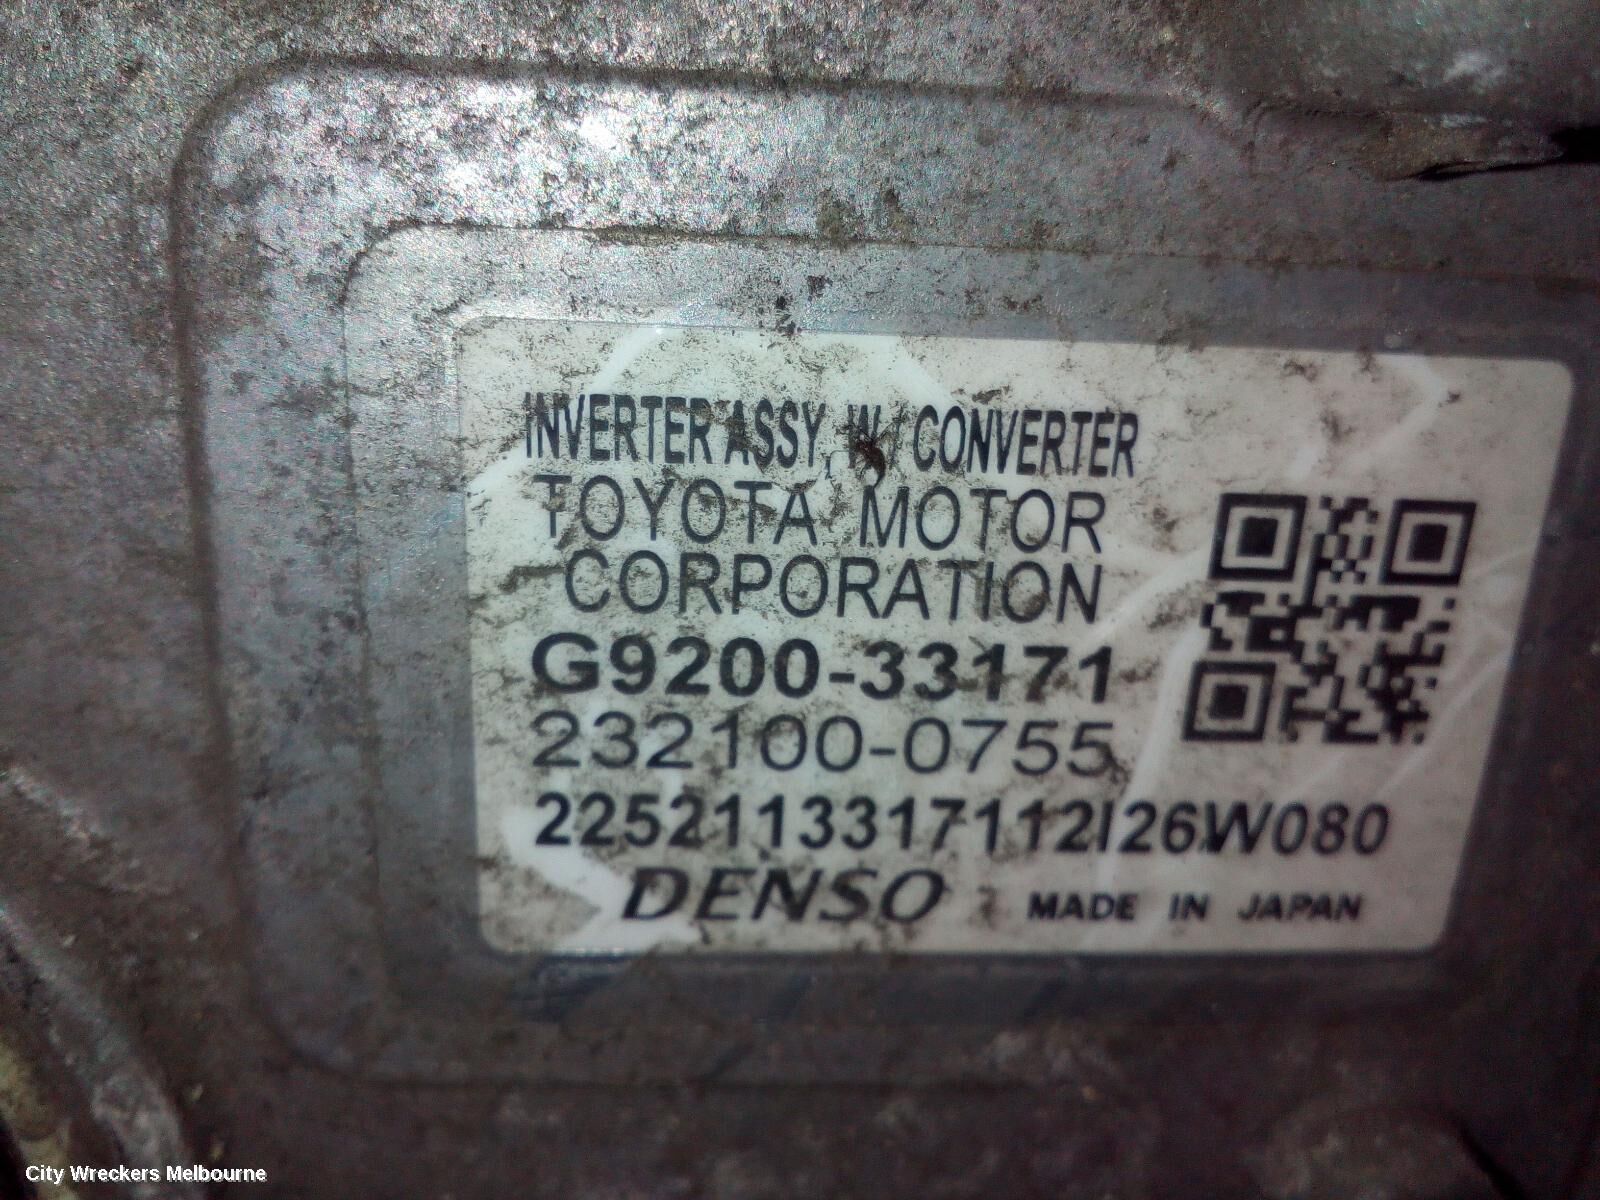 INVERTER ASSY, W/CONVERTER
TOYOTA MOTOR
CORPORATION
G9200-33171
232100-0755
2252113317112I26W080
DENSO MADE IN JAPAN
City Wreckers Melbourne